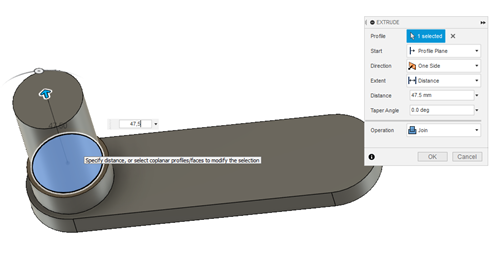 EXTRUDE
Profile 1 selected
Start Profile Plane
Direction One Side
Extent Distance
47.5 Distance 47.5 mm
Taper Angle 0.0 deg
Operation Join
Specify distance, or select coplanar profiles/faces to modify the selection
OK Cancel